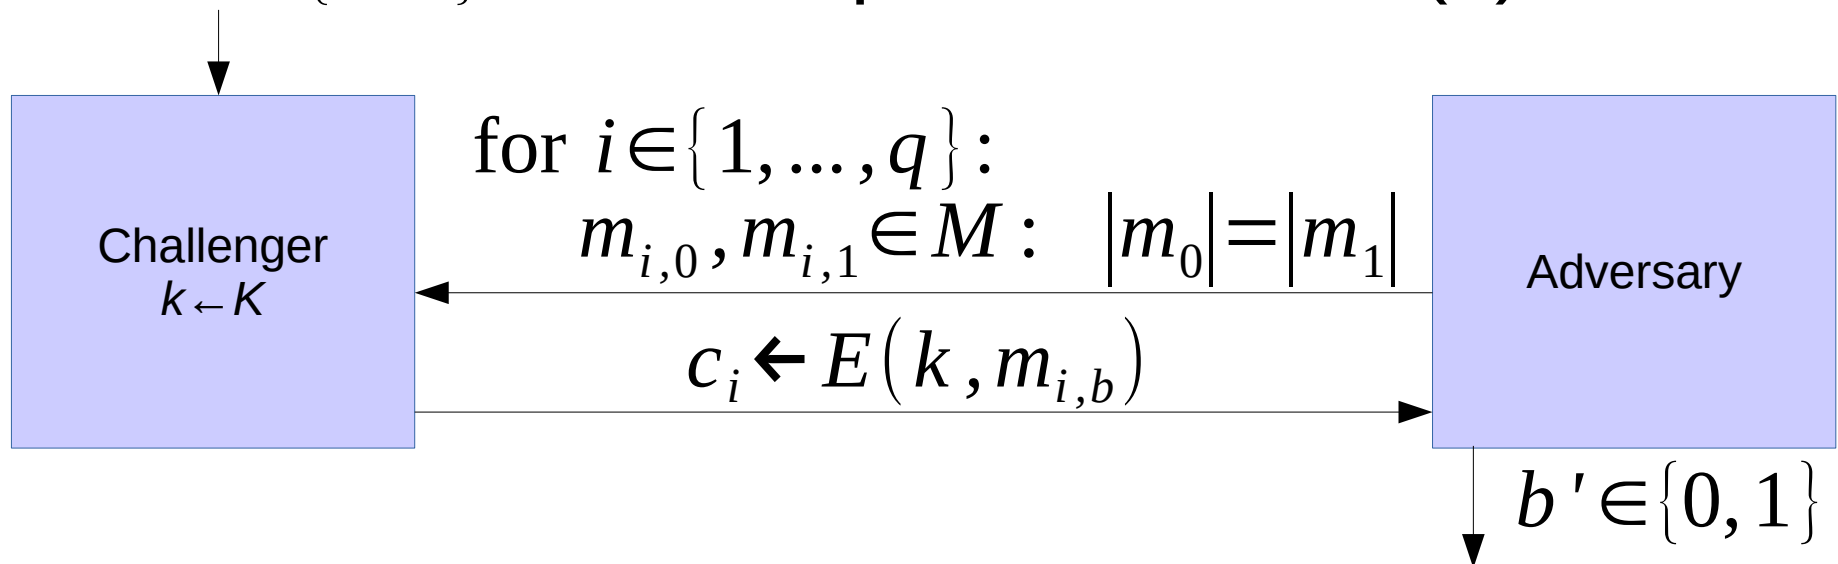 for i∈{1,...,q}:
m_{i,0}, m_{i,1}∈M: |m_0|=|m_1|
Challenger
k←K
Adversary
c_i←E(k, m_{i,b})
b'∈{0,1}